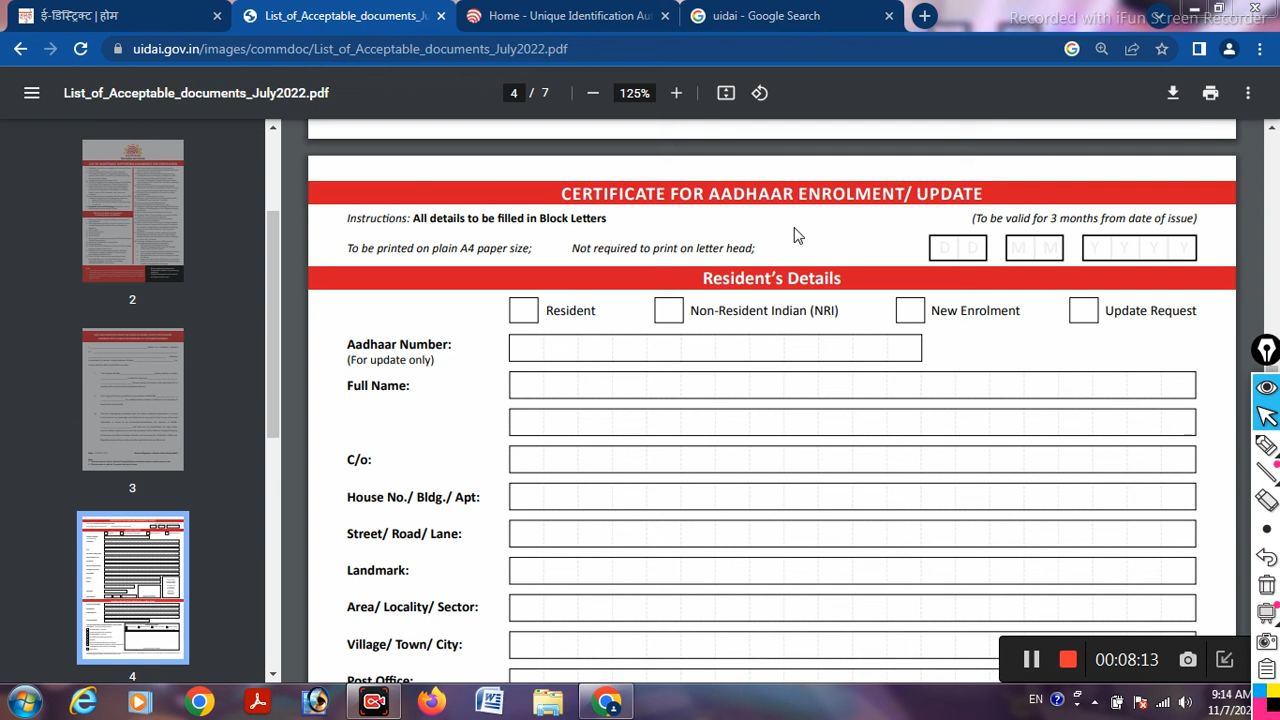 ई-डिस्ट्रिक्ट | होम
List_of_Acceptable_documents_Ju
Home - Unique Identification Aut
uidai - Google Search
Recorded with iFun Screen Recorder
uidai.gov.in/images/commdoc/List_of_Acceptable_documents_July2022.pdf
List_of_Acceptable_documents_July2022.pdf
4 / 7
125%
CERTIFICATE FOR AADHAAR ENROLMENT/ UPDATE
Instructions: All details to be filled in Block Letters
(To be valid for 3 months from date of issue)
To be printed on plain A4 paper size;
Not required to print on letter head;
D D M M Y Y Y Y
Resident's Details
Resident
Non-Resident Indian (NRI)
New Enrolment
Update Request
Aadhaar Number:
(For update only)
Full Name:
C/o:
House No./ Bldg./ Apt:
Street/ Road/ Lane:
Landmark:
Area/ Locality/ Sector:
Village/ Town/ City:
Post Office:
2
3
4
00:08:13
EN
9:14 AM
11/7/202